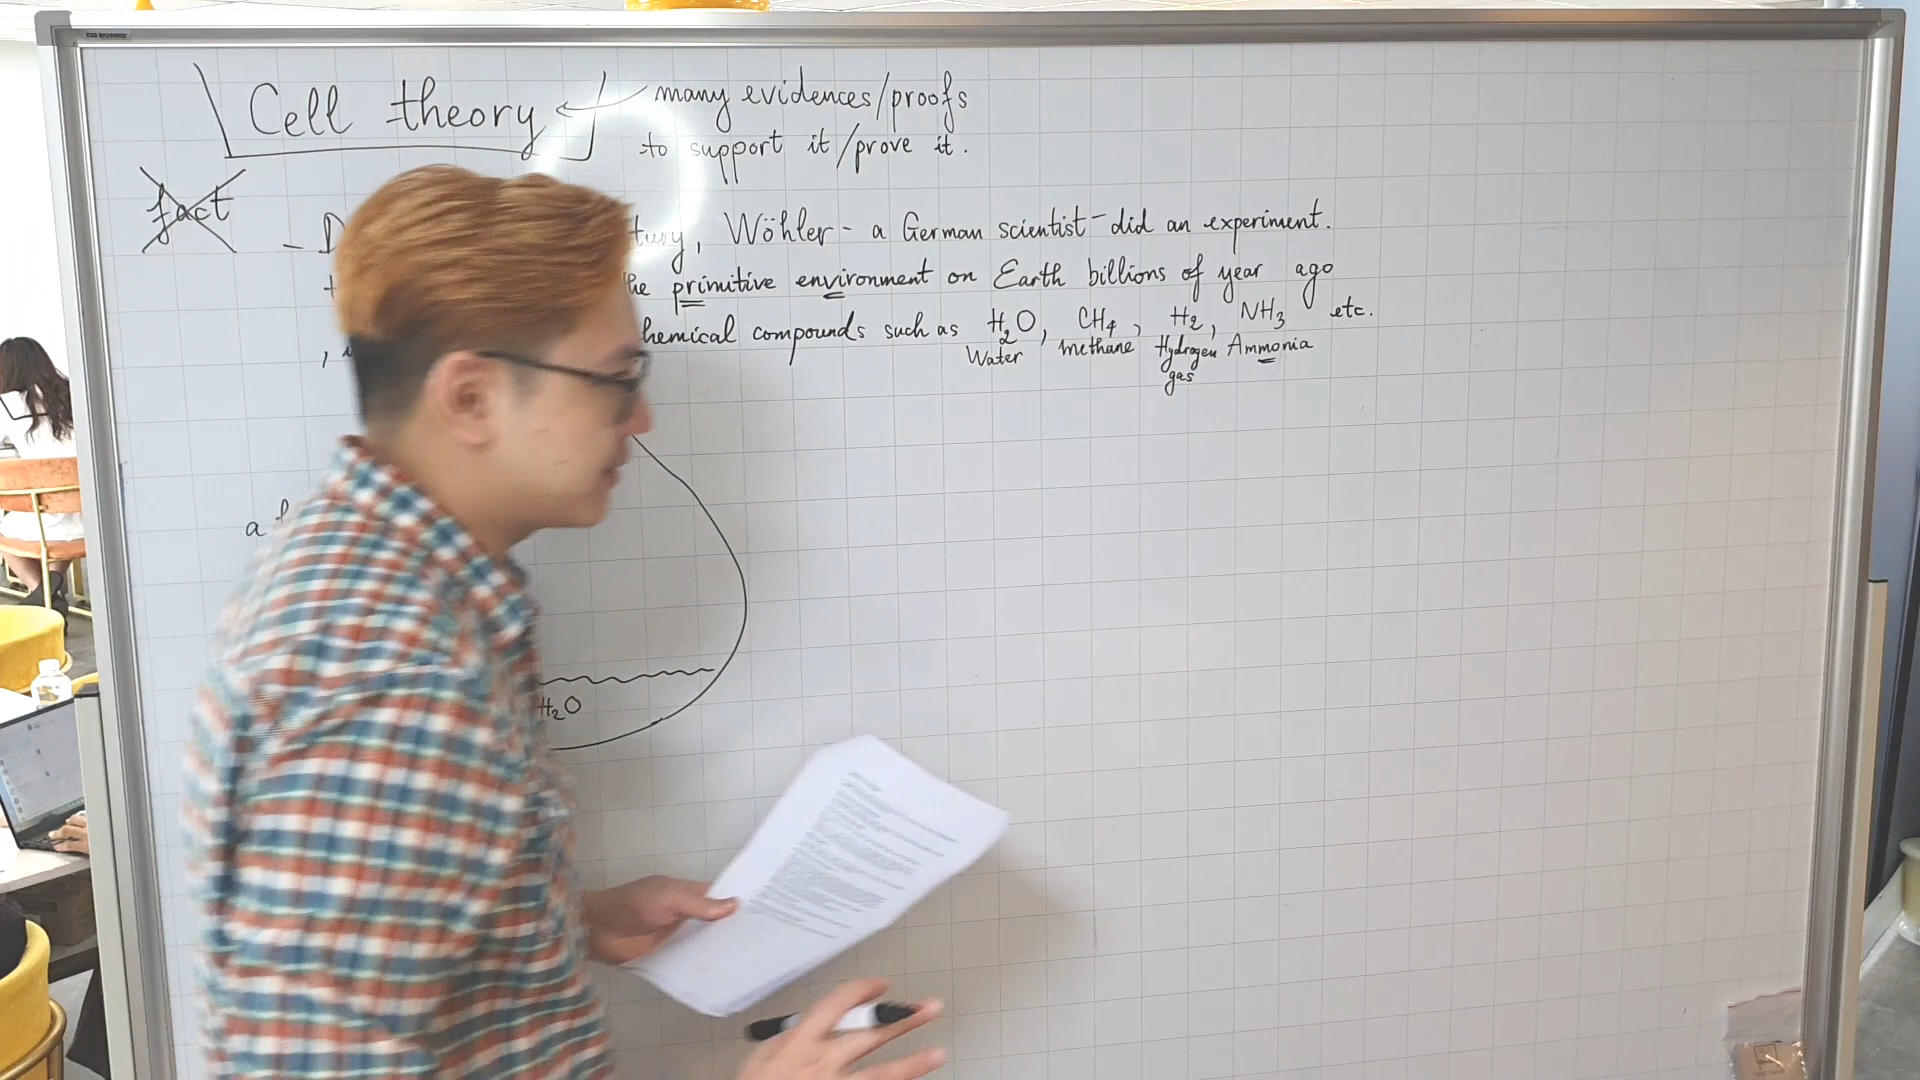 Cell theory
many evidences/proofs
to support it/prove it.
fact
- D tury, Wöhler - a German scientist - did an experiment.
the primitive environment on Earth billions of year ago
hemical compounds such as H2O, CH4, H2, NH3 etc.
Water methane Hydrogen gas Ammonia
a
H2O